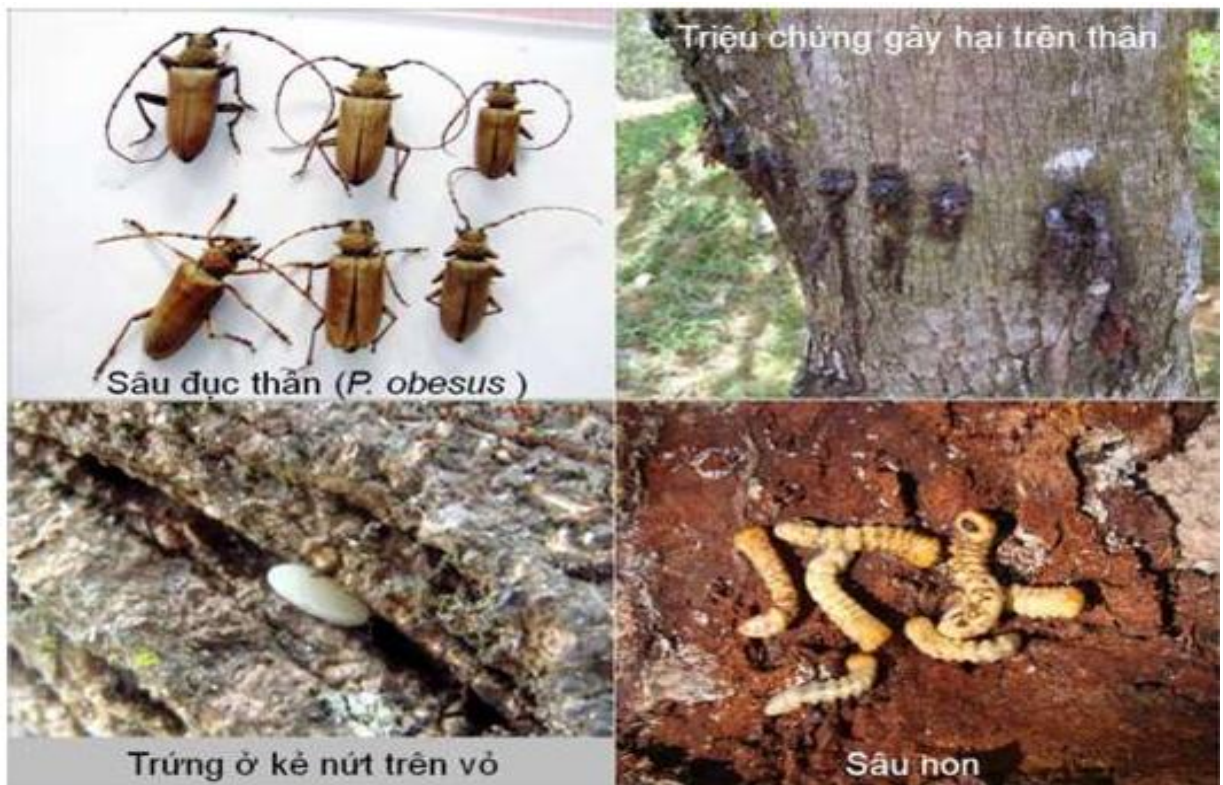 Triệu chứng gây hại trên thân
Sâu đục thân (P. obesus )
Trứng ở kẻ nứt trên vỏ
Sâu non